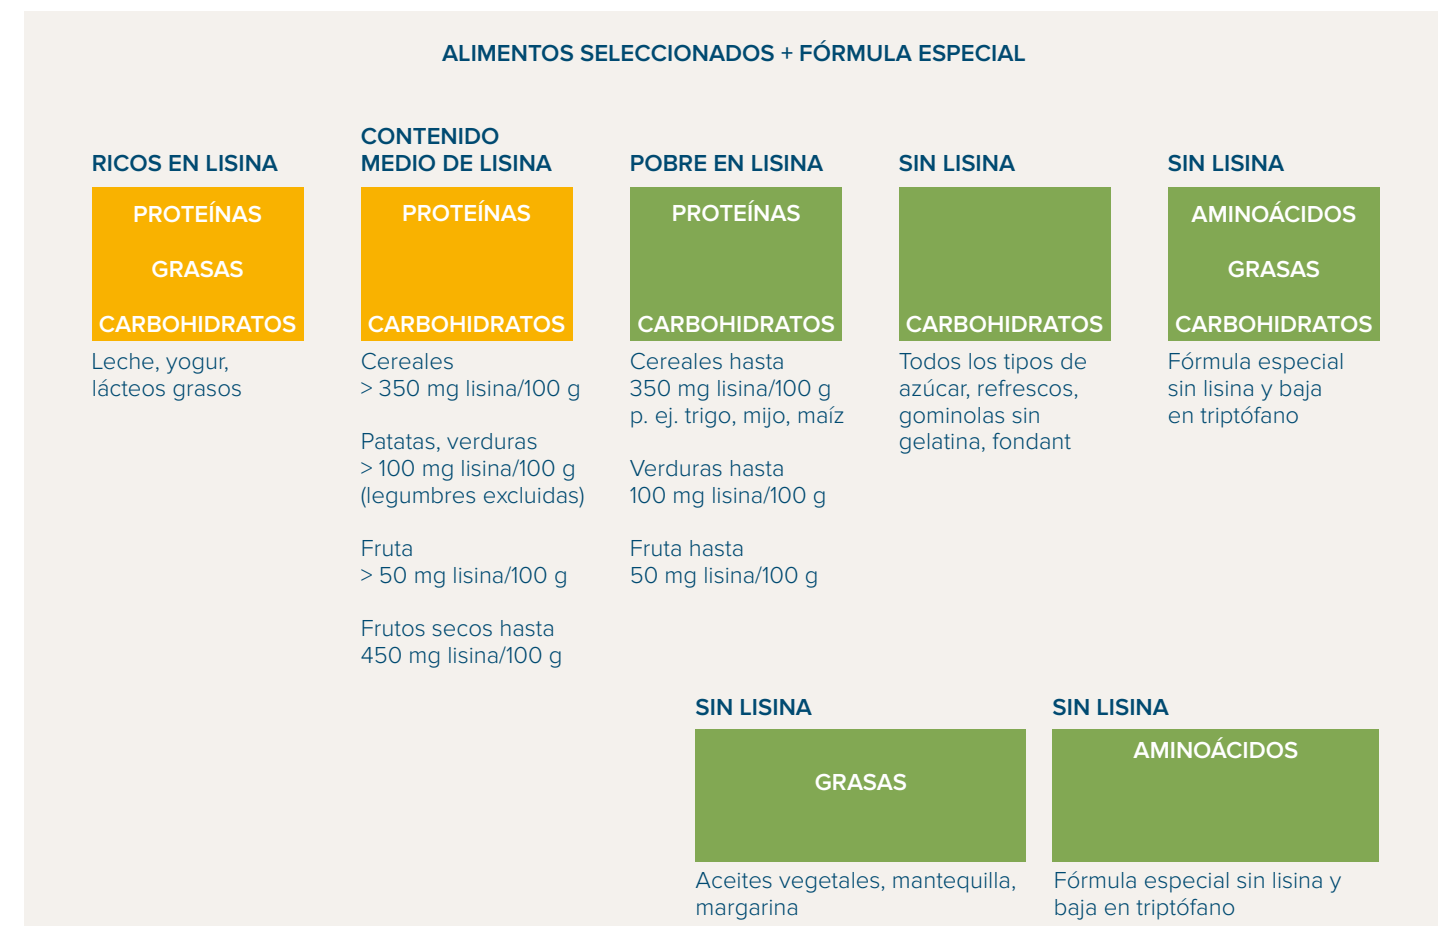 ALIMENTOS SELECCIONADOS + FÓRMULA ESPECIAL
RICOS EN LISINA
PROTEÍNAS
GRASAS
CARBOHIDRATOS
Leche, yogur,
lácteos grasos
CONTENIDO
MEDIO DE LISINA
PROTEÍNAS
CARBOHIDRATOS
Cereales
> 350 mg lisina/100 g
Patatas, verduras
> 100 mg lisina/100 g
(legumbres excluidas)
Fruta
> 50 mg lisina/100 g
Frutos secos hasta
450 mg lisina/100 g
POBRE EN LISINA
PROTEÍNAS
CARBOHIDRATOS
Cereales hasta
350 mg lisina/100 g
p. ej. trigo, mijo, maíz
Verduras hasta
100 mg lisina/100 g
Fruta hasta
50 mg lisina/100 g
SIN LISINA
CARBOHIDRATOS
Todos los tipos de
azúcar, refrescos,
gominolas sin
gelatina, fondant
SIN LISINA
AMINOÁCIDOS
GRASAS
CARBOHIDRATOS
Fórmula especial
sin lisina y baja
en triptófano
SIN LISINA
GRASAS
Aceites vegetales, mantequilla,
margarina
SIN LISINA
AMINOÁCIDOS
Fórmula especial sin lisina y
baja en triptófano